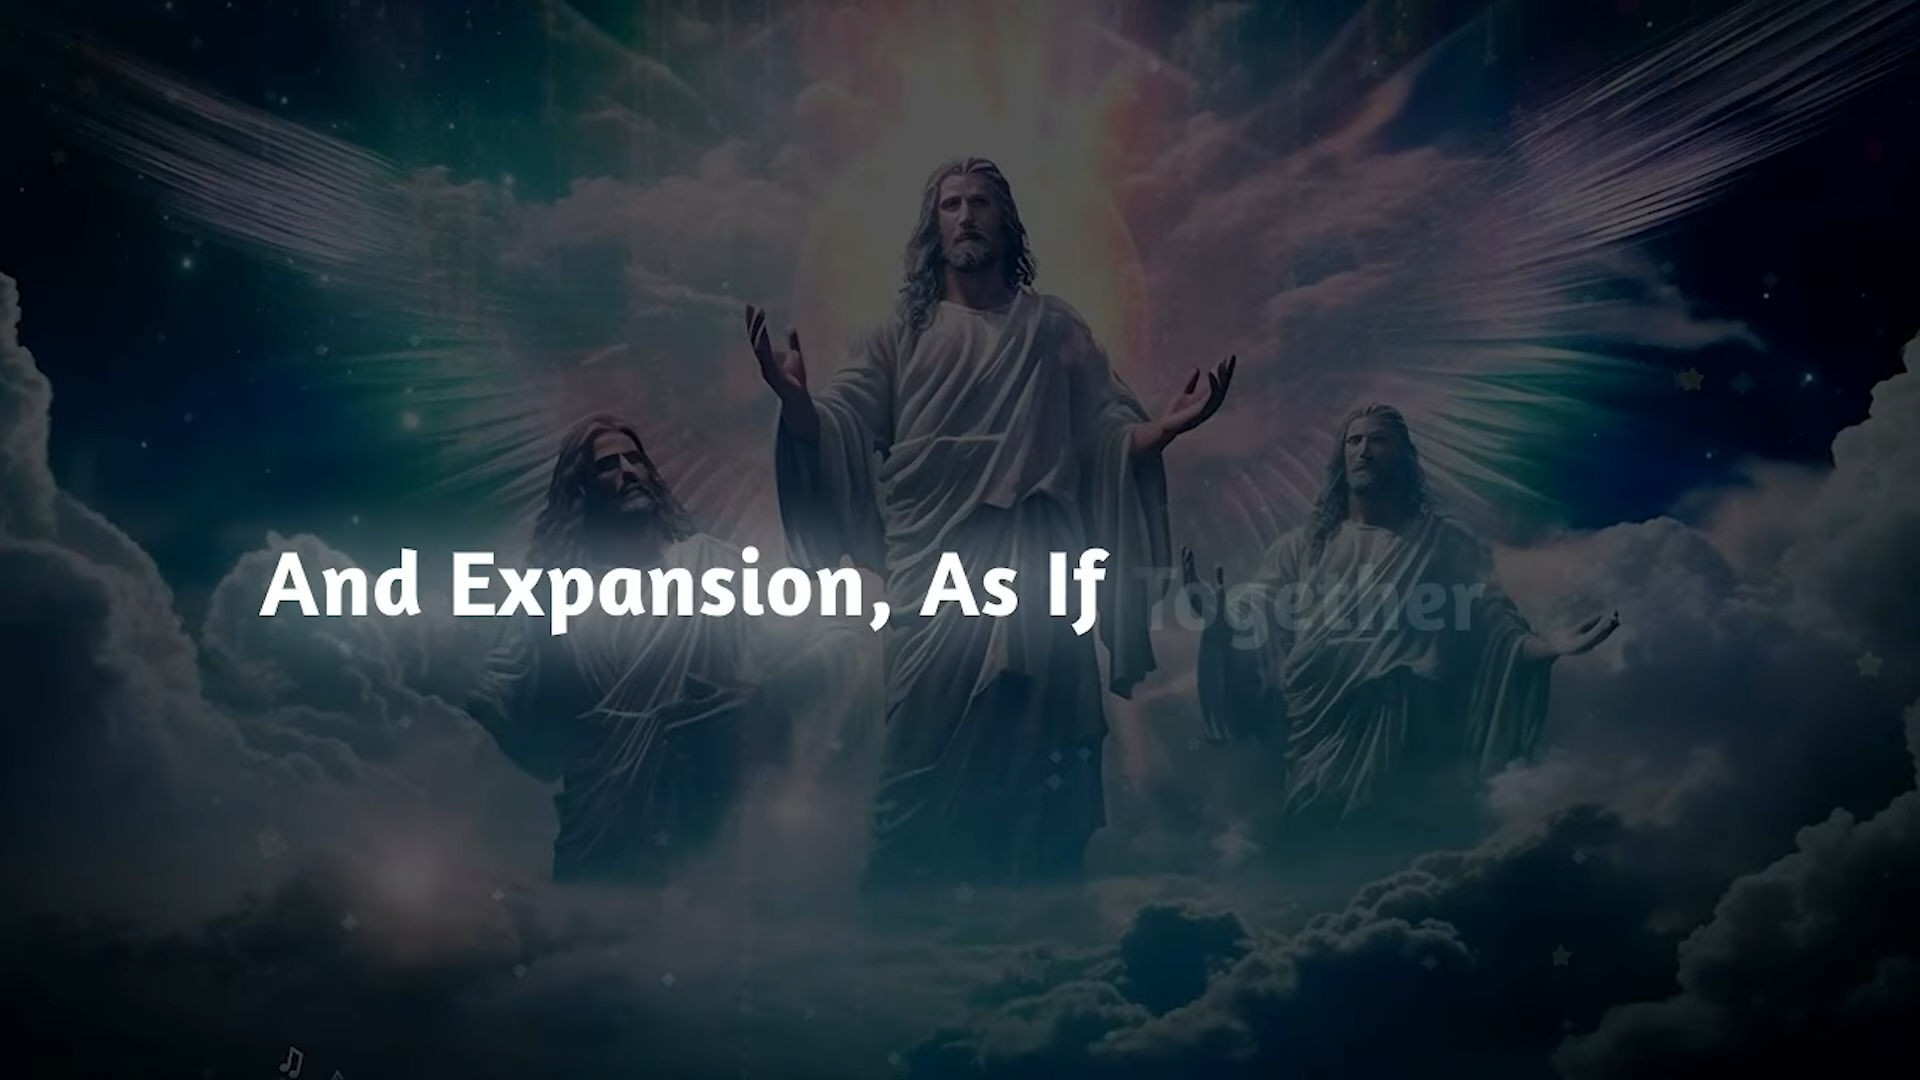 And Expansion, As If Together